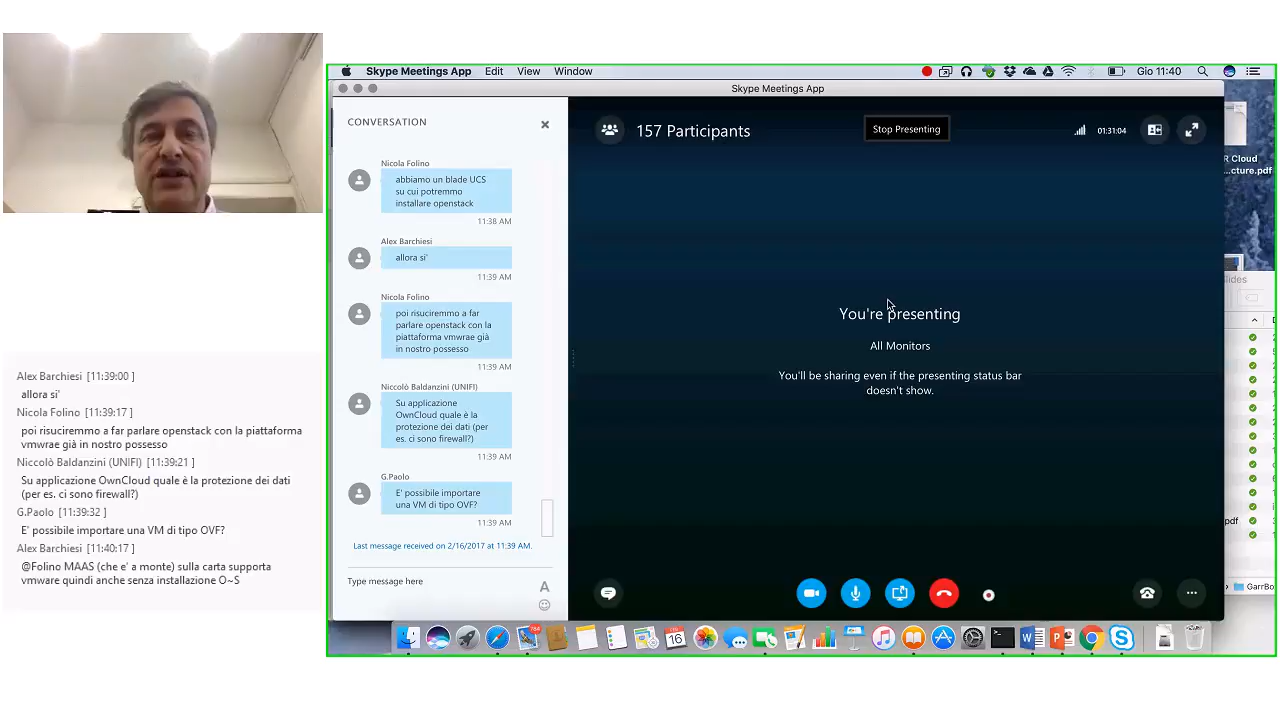 Skype Meetings App
Edit
View
Window
Gio 11:40
Skype Meetings App
CONVERSATION
157 Participants
Stop Presenting
01:31:04
Nicola Folino
abbiamo un blade UCS
su cui potremmo
installare openstack
11:38 AM
Alex Barchiesi
allora si'
11:39 AM
Nicola Folino
poi risuciremmo a far
parlare openstack con la
piattaforma vmwrae già
in nostro possesso
11:39 AM
Niccolò Baldanzini (UNIFI)
Su applicazione
OwnCloud quale è la
protezione dei dati (per
es. ci sono firewall?)
11:39 AM
G.Paolo
E' possibile importare
una VM di tipo OVF?
11:39 AM
Last message received on 2/16/2017 at 11:39 AM.
Type message here
A
You're presenting
All Monitors
You'll be sharing even if the presenting status bar
doesn't show.
R Cloud
...cture.pdf
lides
pdf
GarrBo
Alex Barchiesi [11:39:00 ]
allora si'
Nicola Folino [11:39:17 ]
poi risuciremmo a far parlare openstack con la piattaforma
vmwrae già in nostro possesso
Niccolò Baldanzini (UNIFI) [11:39:21 ]
Su applicazione OwnCloud quale è la protezione dei dati
(per es. ci sono firewall?)
G.Paolo [11:39:32 ]
E' possibile importare una VM di tipo OVF?
Alex Barchiesi [11:40:17 ]
@Folino MAAS (che e' a monte) sulla carta supporta
vmware quindi anche senza installazione O~S
16